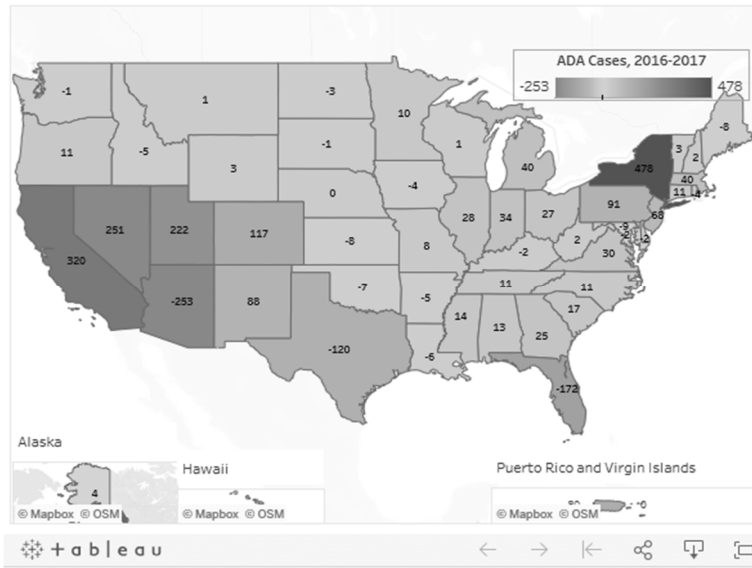 ADA Cases, 2016-2017
-253 478
-1 1 -3 10 1 40 478 3 2 -8
11 -5 3 -1 -4 40
0 28 34 27 91 11 -4
251 222 117 -8 8 -2 2 68
320 30 -2
-253 88 -7 -5 11 11
17
-120 -6 14 13 25
-172
Alaska
4
© Mapbox © OSM
Hawaii
© Mapbox © OSM
Puerto Rico and Virgin Islands
© Mapbox © OSM
+ableau